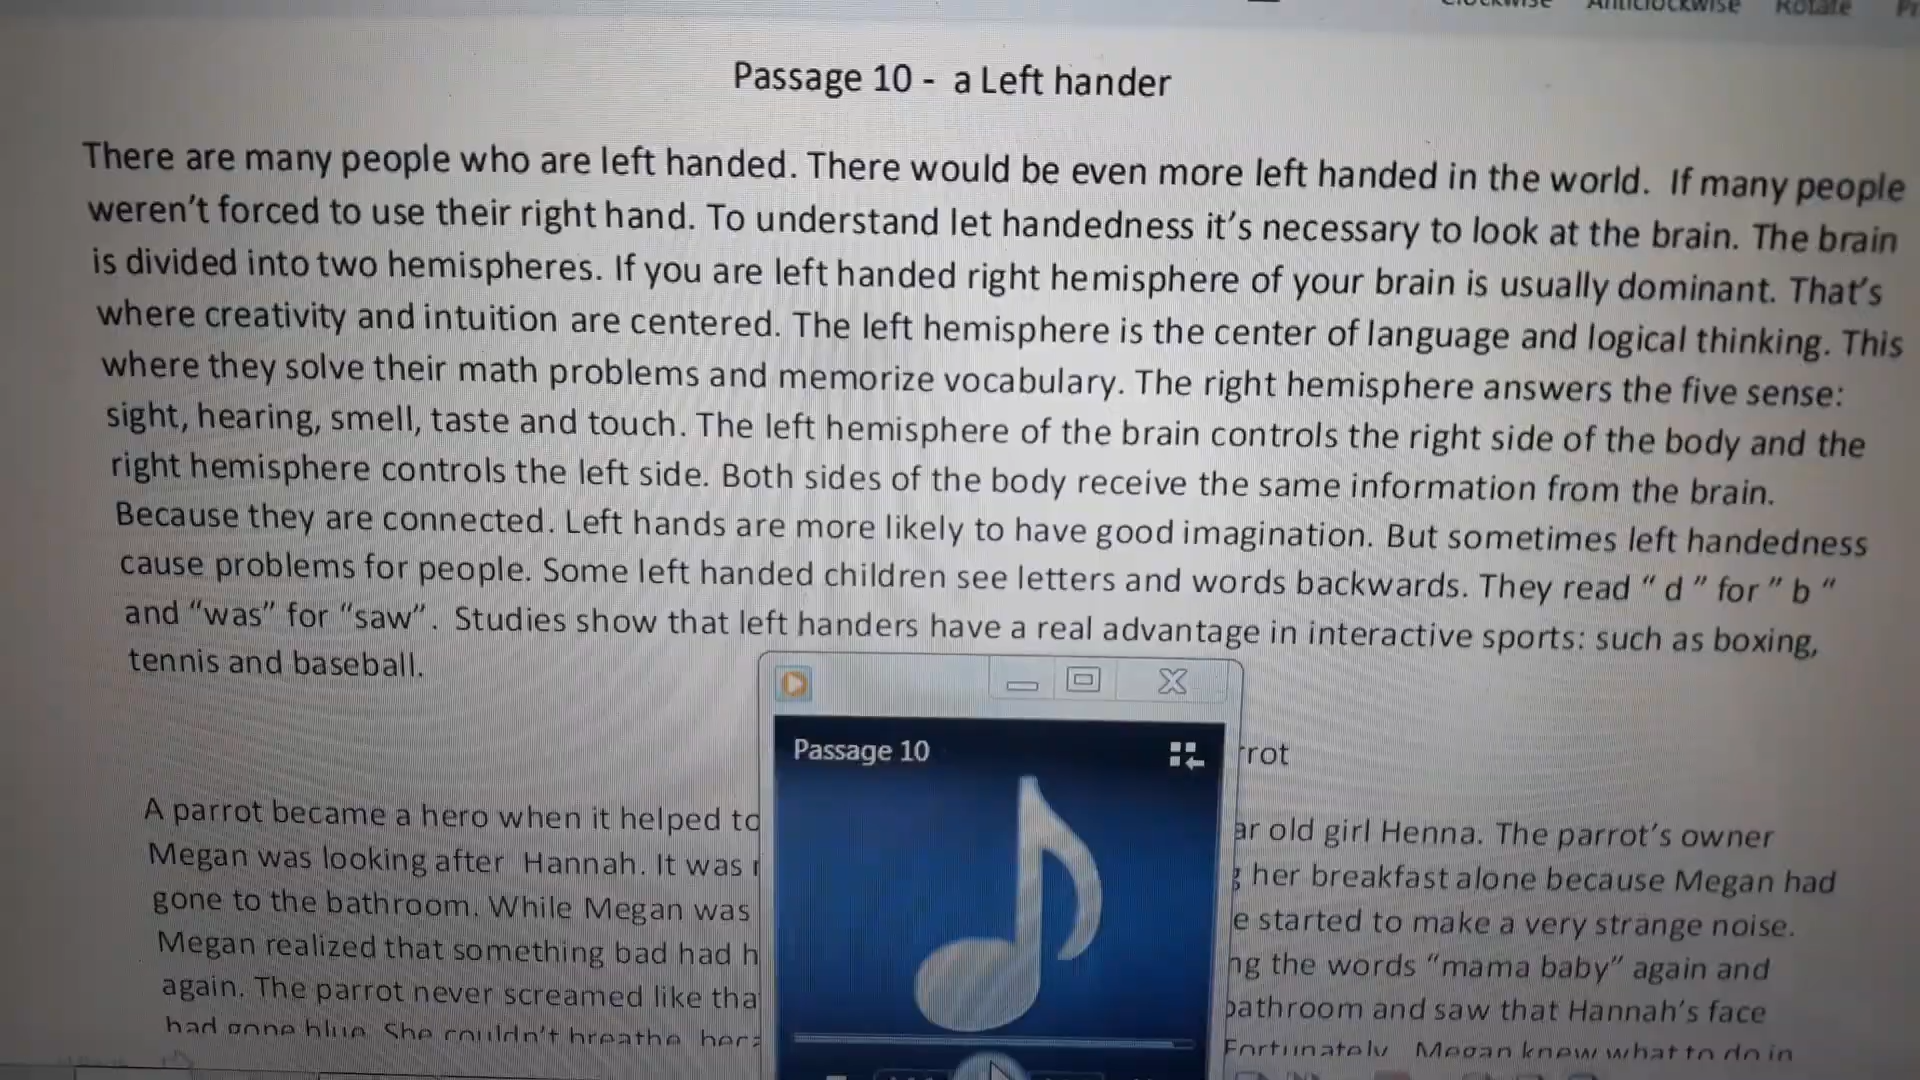 Clockwise Anticlockwise Rotate
Passage 10 - a Left hander
There are many people who are left handed. There would be even more left handed in the world. If many people
weren't forced to use their right hand. To understand let handedness it's necessary to look at the brain. The brain
is divided into two hemispheres. If you are left handed right hemisphere of your brain is usually dominant. That's
where creativity and intuition are centered. The left hemisphere is the center of language and logical thinking. This
where they solve their math problems and memorize vocabulary. The right hemisphere answers the five sense:
sight, hearing, smell, taste and touch. The left hemisphere of the brain controls the right side of the body and the
right hemisphere controls the left side. Both sides of the body receive the same information from the brain.
Because they are connected. Left hands are more likely to have good imagination. But sometimes left handedness
cause problems for people. Some left handed children see letters and words backwards. They read “ d ” for ” b “
and “was” for “saw”. Studies show that left handers have a real advantage in interactive sports: such as boxing,
tennis and baseball.
Passage 10
rrot
A parrot became a hero when it helped to ar old girl Henna. The parrot's owner
Megan was looking after Hannah. It was her breakfast alone because Megan had
gone to the bathroom. While Megan was e started to make a very strange noise.
Megan realized that something bad had h ng the words “mama baby” again and
again. The parrot never screamed like tha bathroom and saw that Hannah's face
had gone blue. She couldn't breathe Fortunately Megan knew what to do in